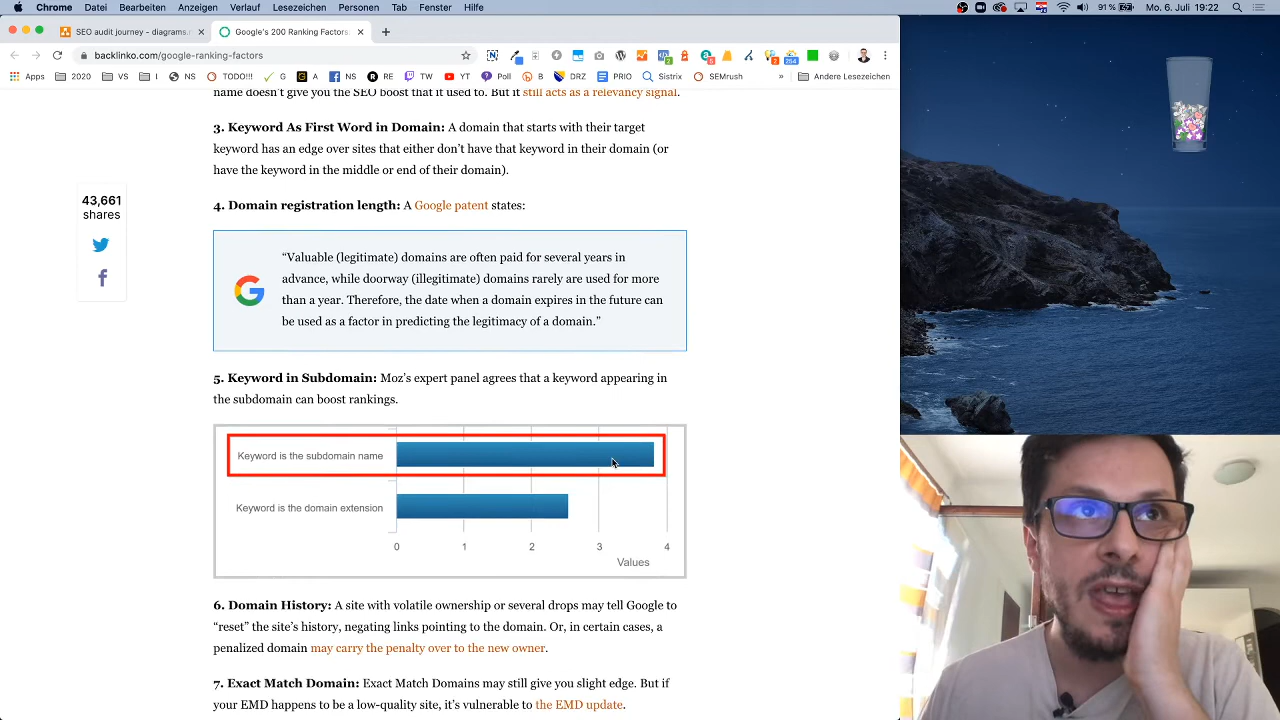 Chrome Datei Bearbeiten Anzeigen Verlauf Lesezeichen Personen Tab Fenster Hilfe
91 % Mo. 6. Juli 19:22
SEO audit journey - diagrams.n
Google's 200 Ranking Factors:
backlinko.com/google-ranking-factors
Apps 2020 VS I NS TODO!!! G A NS RE TW YT Poll B DRZ PRIO Sistrix SEMrush » Andere Lesezeichen
name doesn't give you the SEO boost that it used to. But it still acts as a relevancy signal.
3. Keyword As First Word in Domain: A domain that starts with their target
keyword has an edge over sites that either don't have that keyword in their domain (or
have the keyword in the middle or end of their domain).
43,661
shares
4. Domain registration length: A Google patent states:
“Valuable (legitimate) domains are often paid for several years in
advance, while doorway (illegitimate) domains rarely are used for more
than a year. Therefore, the date when a domain expires in the future can
be used as a factor in predicting the legitimacy of a domain.”
5. Keyword in Subdomain: Moz's expert panel agrees that a keyword appearing in
the subdomain can boost rankings.
Keyword is the subdomain name
Keyword is the domain extension
0 1 2 3 4
Values
6. Domain History: A site with volatile ownership or several drops may tell Google to
“reset” the site's history, negating links pointing to the domain. Or, in certain cases, a
penalized domain may carry the penalty over to the new owner.
7. Exact Match Domain: Exact Match Domains may still give you slight edge. But if
your EMD happens to be a low-quality site, it's vulnerable to the EMD update.